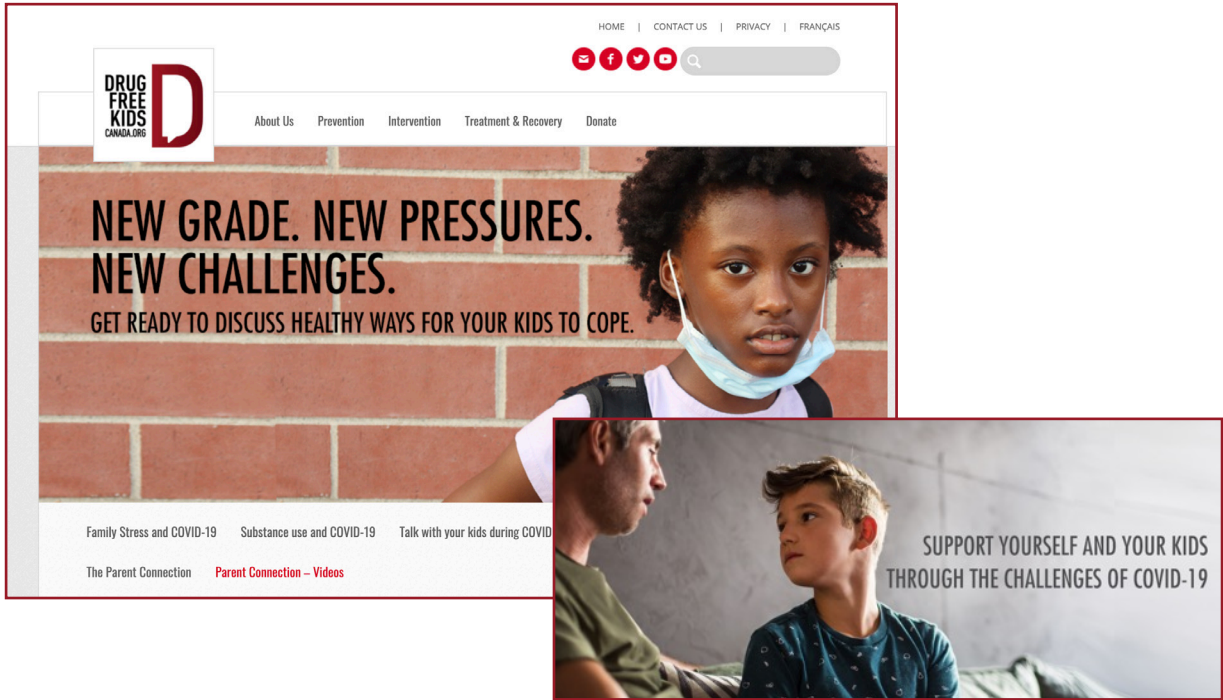 HOME | CONTACT US | PRIVACY | FRANÇAIS
DRUG
FREE
KIDS
CANADA.ORG
About Us Prevention Intervention Treatment & Recovery Donate
NEW GRADE. NEW PRESSURES.
NEW CHALLENGES.
GET READY TO DISCUSS HEALTHY WAYS FOR YOUR KIDS TO COPE.
Family Stress and COVID-19 Substance use and COVID-19 Talk with your kids during COVID
The Parent Connection Parent Connection – Videos
SUPPORT YOURSELF AND YOUR KIDS
THROUGH THE CHALLENGES OF COVID-19